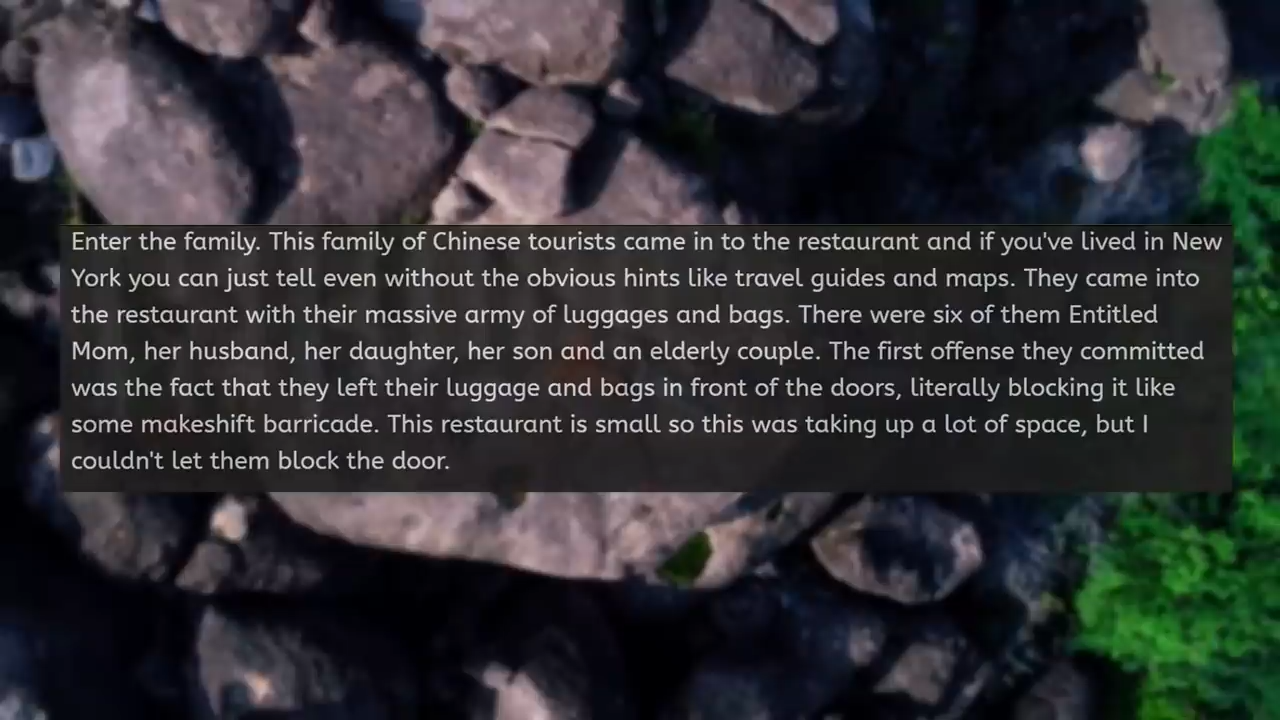 Enter the family. This family of Chinese tourists came in to the restaurant and if you've lived in New
York you can just tell even without the obvious hints like travel guides and maps. They came into
the restaurant with their massive army of luggages and bags. There were six of them Entitled
Mom, her husband, her daughter, her son and an elderly couple. The first offense they committed
was the fact that they left their luggage and bags in front of the doors, literally blocking it like
some makeshift barricade. This restaurant is small so this was taking up a lot of space, but I
couldn't let them block the door.